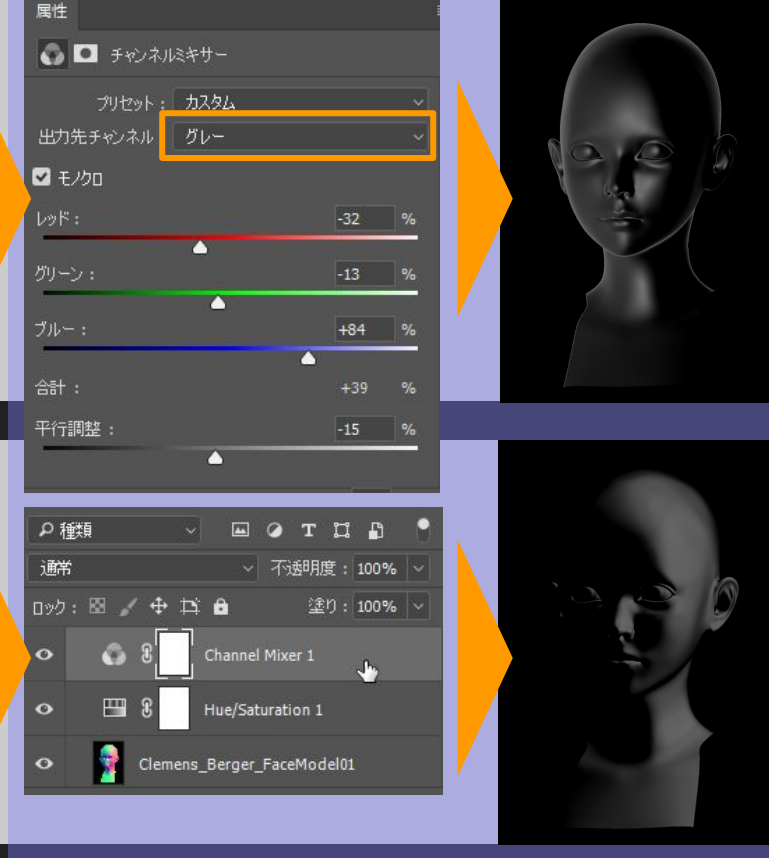 属性
チャンネルミキサー
プリセット： カスタム
出力先チャンネル グレー
モノクロ
レッド： -32 %
グリーン： -13 %
ブルー： +84 %
合計： +39 %
平行調整： -15 %
種類
通常 不透明度： 100%
ロック： 塗り： 100%
Channel Mixer 1
Hue/Saturation 1
Clemens_Berger_FaceModel01